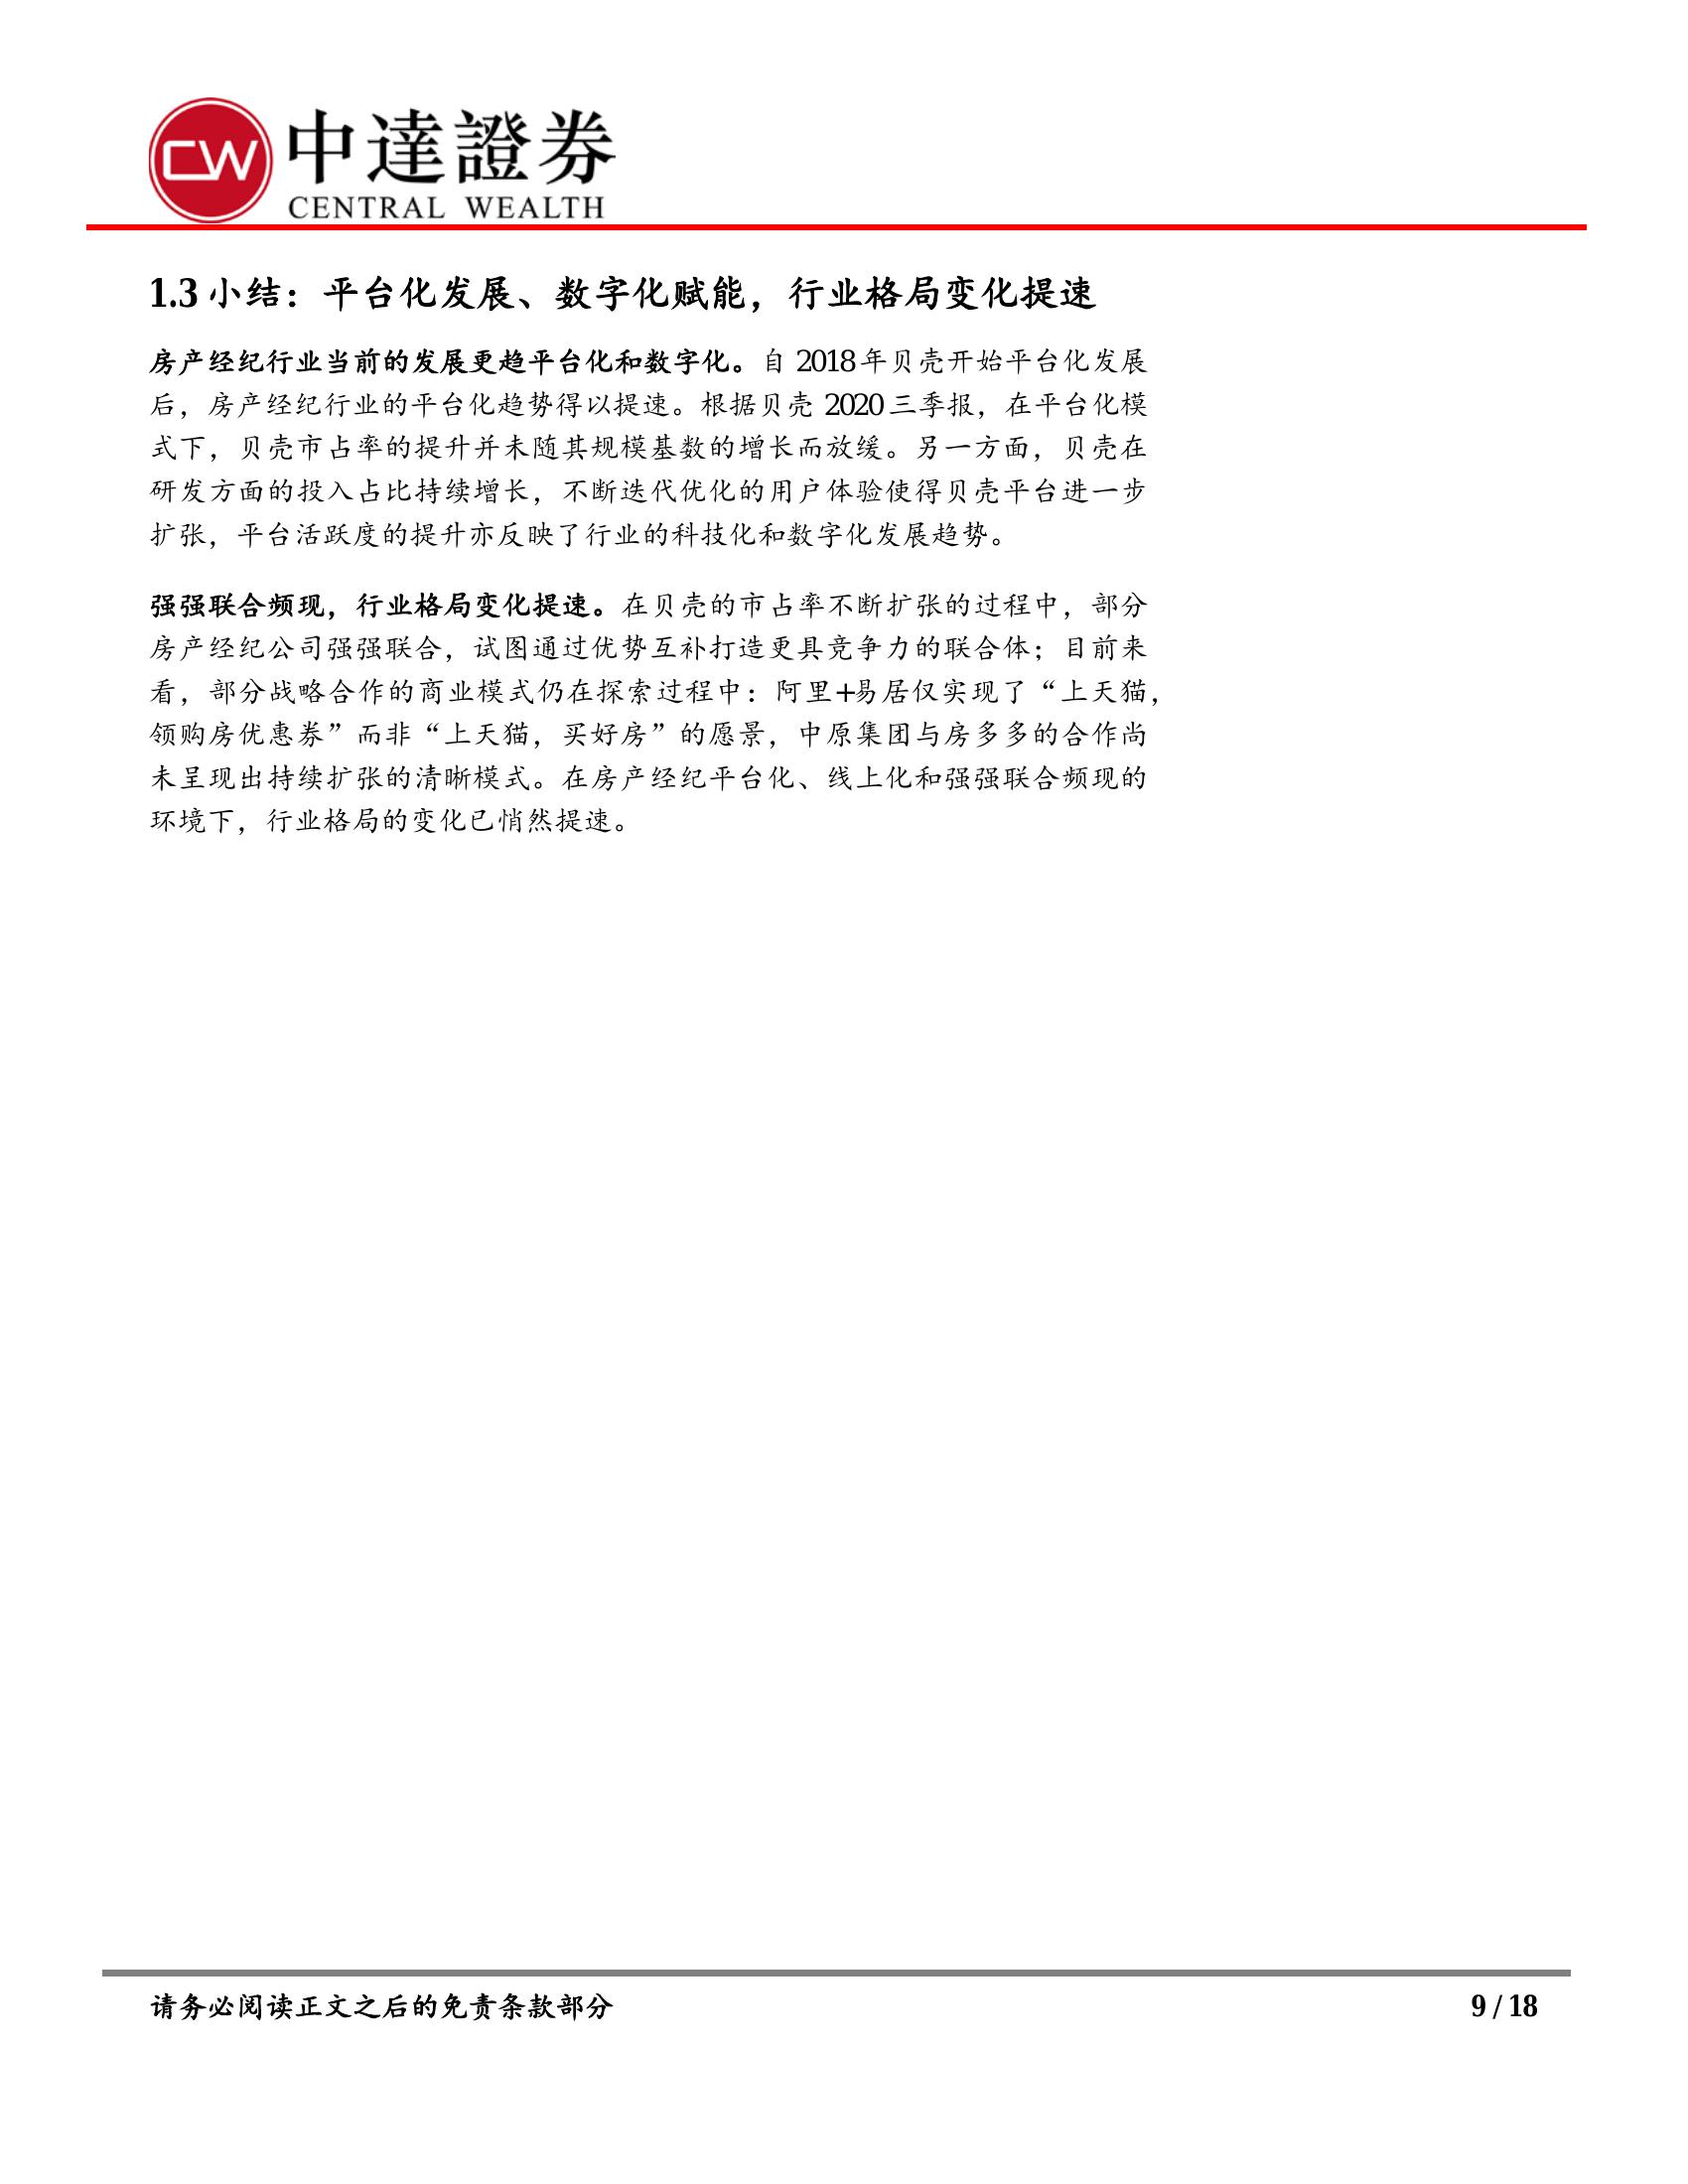 CW
中達證券
CENTRAL WEALTH
1.3 小结：平台化发展、数字化赋能，行业格局变化提速
房产经纪行业当前的发展更趋平台化和数字化。自 2018 年贝壳开始平台化发展
后，房产经纪行业的平台化趋势得以提速。根据贝壳 2020 三季报，在平台化模
式下，贝壳市占率的提升并未随其规模基数的增长而放缓。另一方面，贝壳在
研发方面的投入占比持续增长，不断迭代优化的用户体验使得贝壳平台进一步
扩张，平台活跃度的提升亦反映了行业的科技化和数字化发展趋势。
强强联合频现，行业格局变化提速。在贝壳的市占率不断扩张的过程中，部分
房产经纪公司强强联合，试图通过优势互补打造更具竞争力的联合体；目前来
看，部分战略合作的商业模式仍在探索过程中：阿里+易居仅实现了“上天猫，
领购房优惠券”而非“上天猫，买好房”的愿景，中原集团与房多多的合作尚
未呈现出持续扩张的清晰模式。在房产经纪平台化、线上化和强强联合频现的
环境下，行业格局的变化已悄然提速。
请务必阅读正文之后的免责条款部分
9 / 18